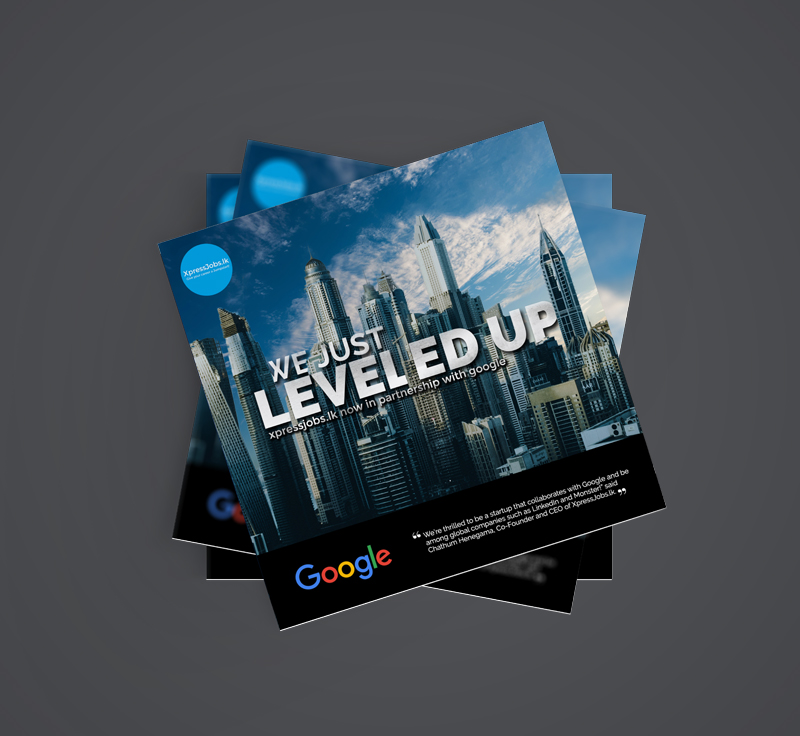 XpressJobs.lk
WE JUST
LEVELED UP
xpressjobs.lk now in partnership with google
Google
“We're thrilled to be a startup that collaborates with Google and be
among global companies such as LinkedIn and Monster!" said
Chathum Henegama, Co-Founder and CEO of XpressJobs.lk ”